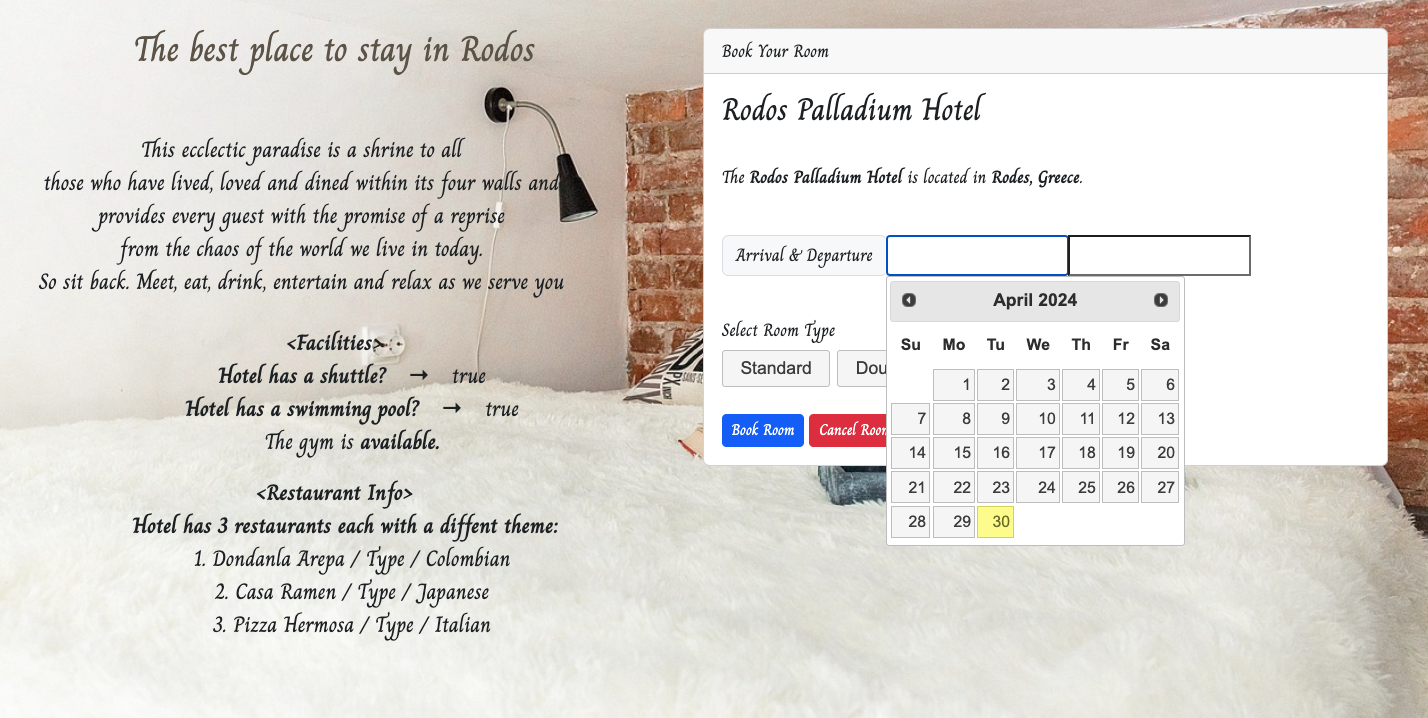 The best place to stay in Rodos
This ecclectic paradise is a shrine to all
those who have lived, loved and dined within its four walls and
provides every guest with the promise of a reprise
from the chaos of the world we live in today.
So sit back. Meet, eat, drink, entertain and relax as we serve you
<Facilities>
Hotel has a shuttle? → true
Hotel has a swimming pool? → true
The gym is available.
<Restaurant Info>
Hotel has 3 restaurants each with a diffent theme:
1. Dondanla Arepa / Type / Colombian
2. Casa Ramen / Type / Japanese
3. Pizza Hermosa / Type / Italian
Book Your Room
Rodos Palladium Hotel
The Rodos Palladium Hotel is located in Rodes, Greece.
Arrival & Departure
April 2024
Su Mo Tu We Th Fr Sa
1 2 3 4 5 6
7 8 9 10 11 12 13
14 15 16 17 18 19 20
21 22 23 24 25 26 27
28 29 30
Select Room Type
Standard Dou
Book Room Cancel Room